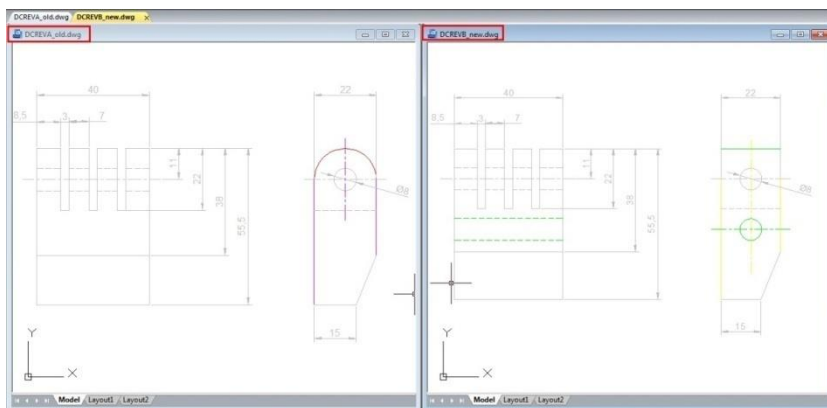 DCREVA_old.dwg DCREVB_new.dwg ×
DCREVA_old.dwg
40
22
8,5 3 7
11
22
38
55,5
Ø8
15
Y
X
Model Layout1 Layout2
DCREVB_new.dwg
40
22
8,5 3 7
11
22
38
55,5
Ø8
15
Y
X
Model Layout1 Layout2